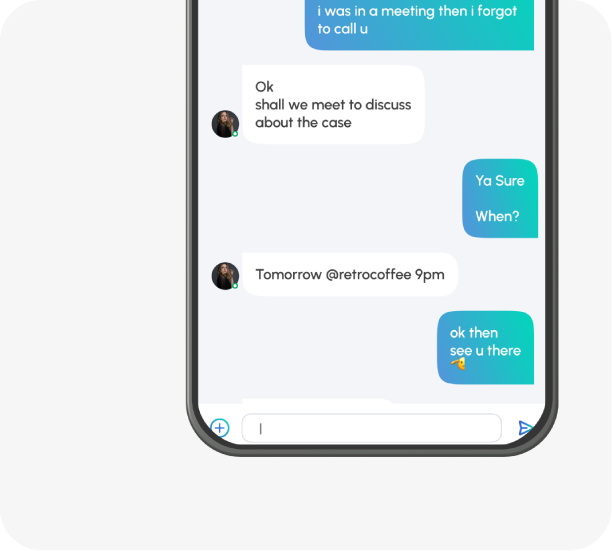 i was in a meeting then i forgot
to call u
Ok
shall we meet to discuss
about the case
Ya Sure
When?
Tomorrow @retrocoffee 9pm
ok then
see u there
🫡